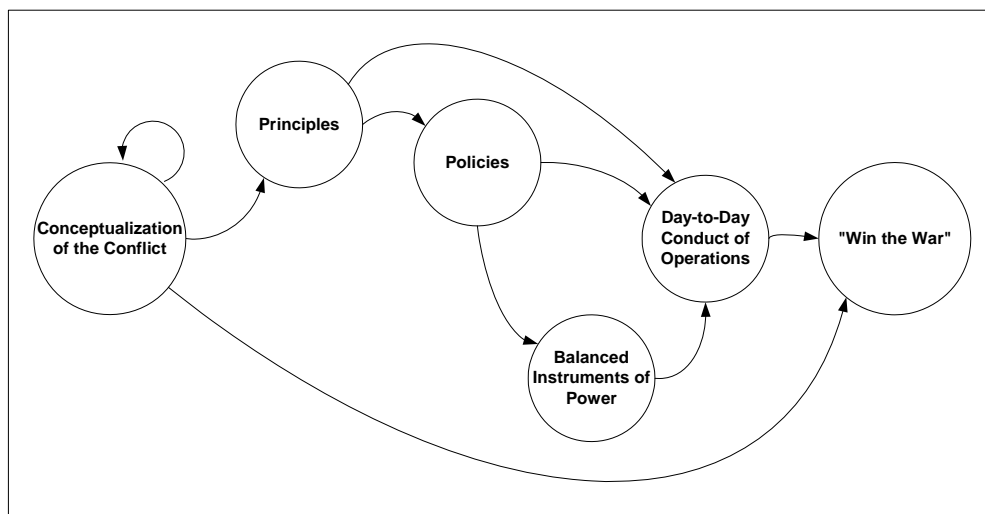 Conceptualization
of the Conflict
Principles
Policies
Balanced
Instruments of
Power
Day-to-Day
Conduct of
Operations
"Win the War"